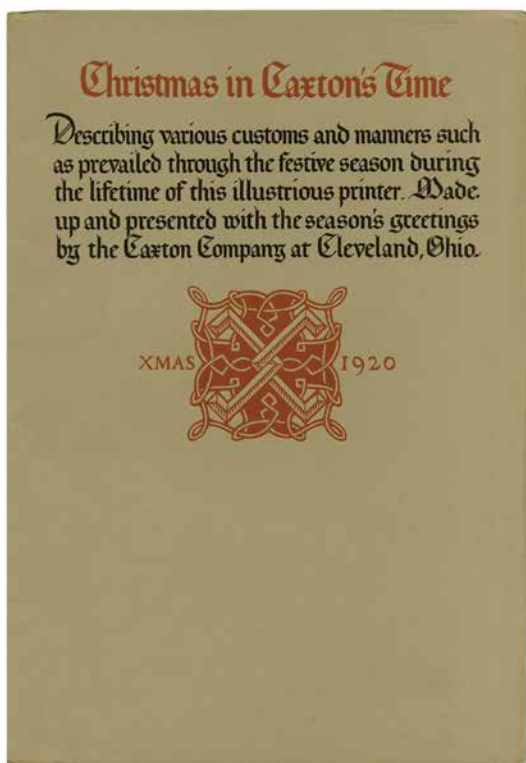 Christmas in Caxton's Time
Describing various customs and manners such
as prevailed through the festive season during
the lifetime of this illustrious printer. Made
up and presented with the season's greetings
by the Caxton Company at Cleveland, Ohio.
XMAS 1920